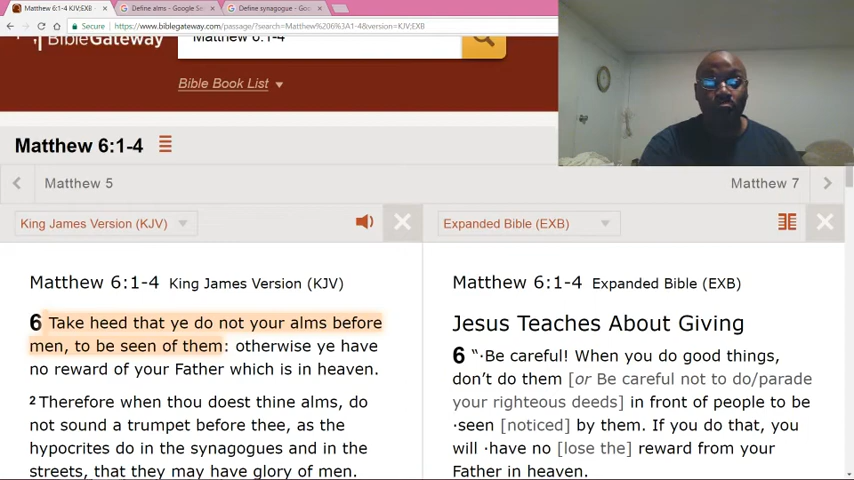 Matthew 6:1-4 KJV;EXB
Define alms - Google Se
Define synagogue - Goog
Secure
https://www.biblegateway.com/passage/?search=Matthew%206%3A1-4&version=KJV;EXB
BibleGateway
Matthew 6:1-4
Bible Book List
Matthew 6:1-4
Matthew 5
Matthew 7
King James Version (KJV)
Expanded Bible (EXB)
Matthew 6:1-4 King James Version (KJV)
6 Take heed that ye do not your alms before
men, to be seen of them: otherwise ye have
no reward of your Father which is in heaven.
2 Therefore when thou doest thine alms, do
not sound a trumpet before thee, as the
hypocrites do in the synagogues and in the
streets, that they may have glory of men.
Matthew 6:1-4 Expanded Bible (EXB)
Jesus Teaches About Giving
6 “·Be careful! When you do good things,
don’t do them [or Be careful not to do/parade
your righteous deeds] in front of people to be
·seen [noticed] by them. If you do that, you
will ·have no [lose the] reward from your
Father in heaven.